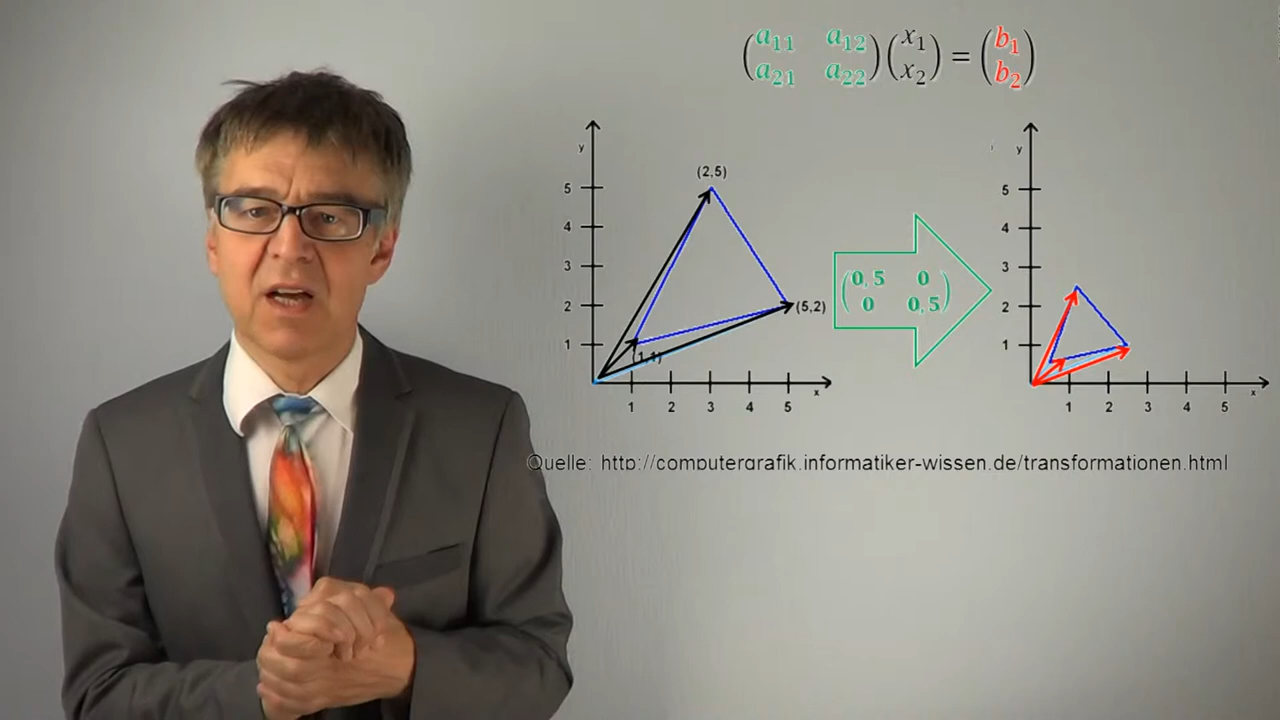 (a₁₁ a₁₂) (x₁) = (b₁)
(a₂₁ a₂₂) (x₂) (b₂)
y
5
4
3
2
1
(2,5)
(5,2)
(1,1)
1 2 3 4 5
x
(0,5 0)
(0 0,5)
y
5
4
3
2
1
1 2 3 4 5
x
Quelle: http://computergrafik.informatiker-wissen.de/transformationen.html